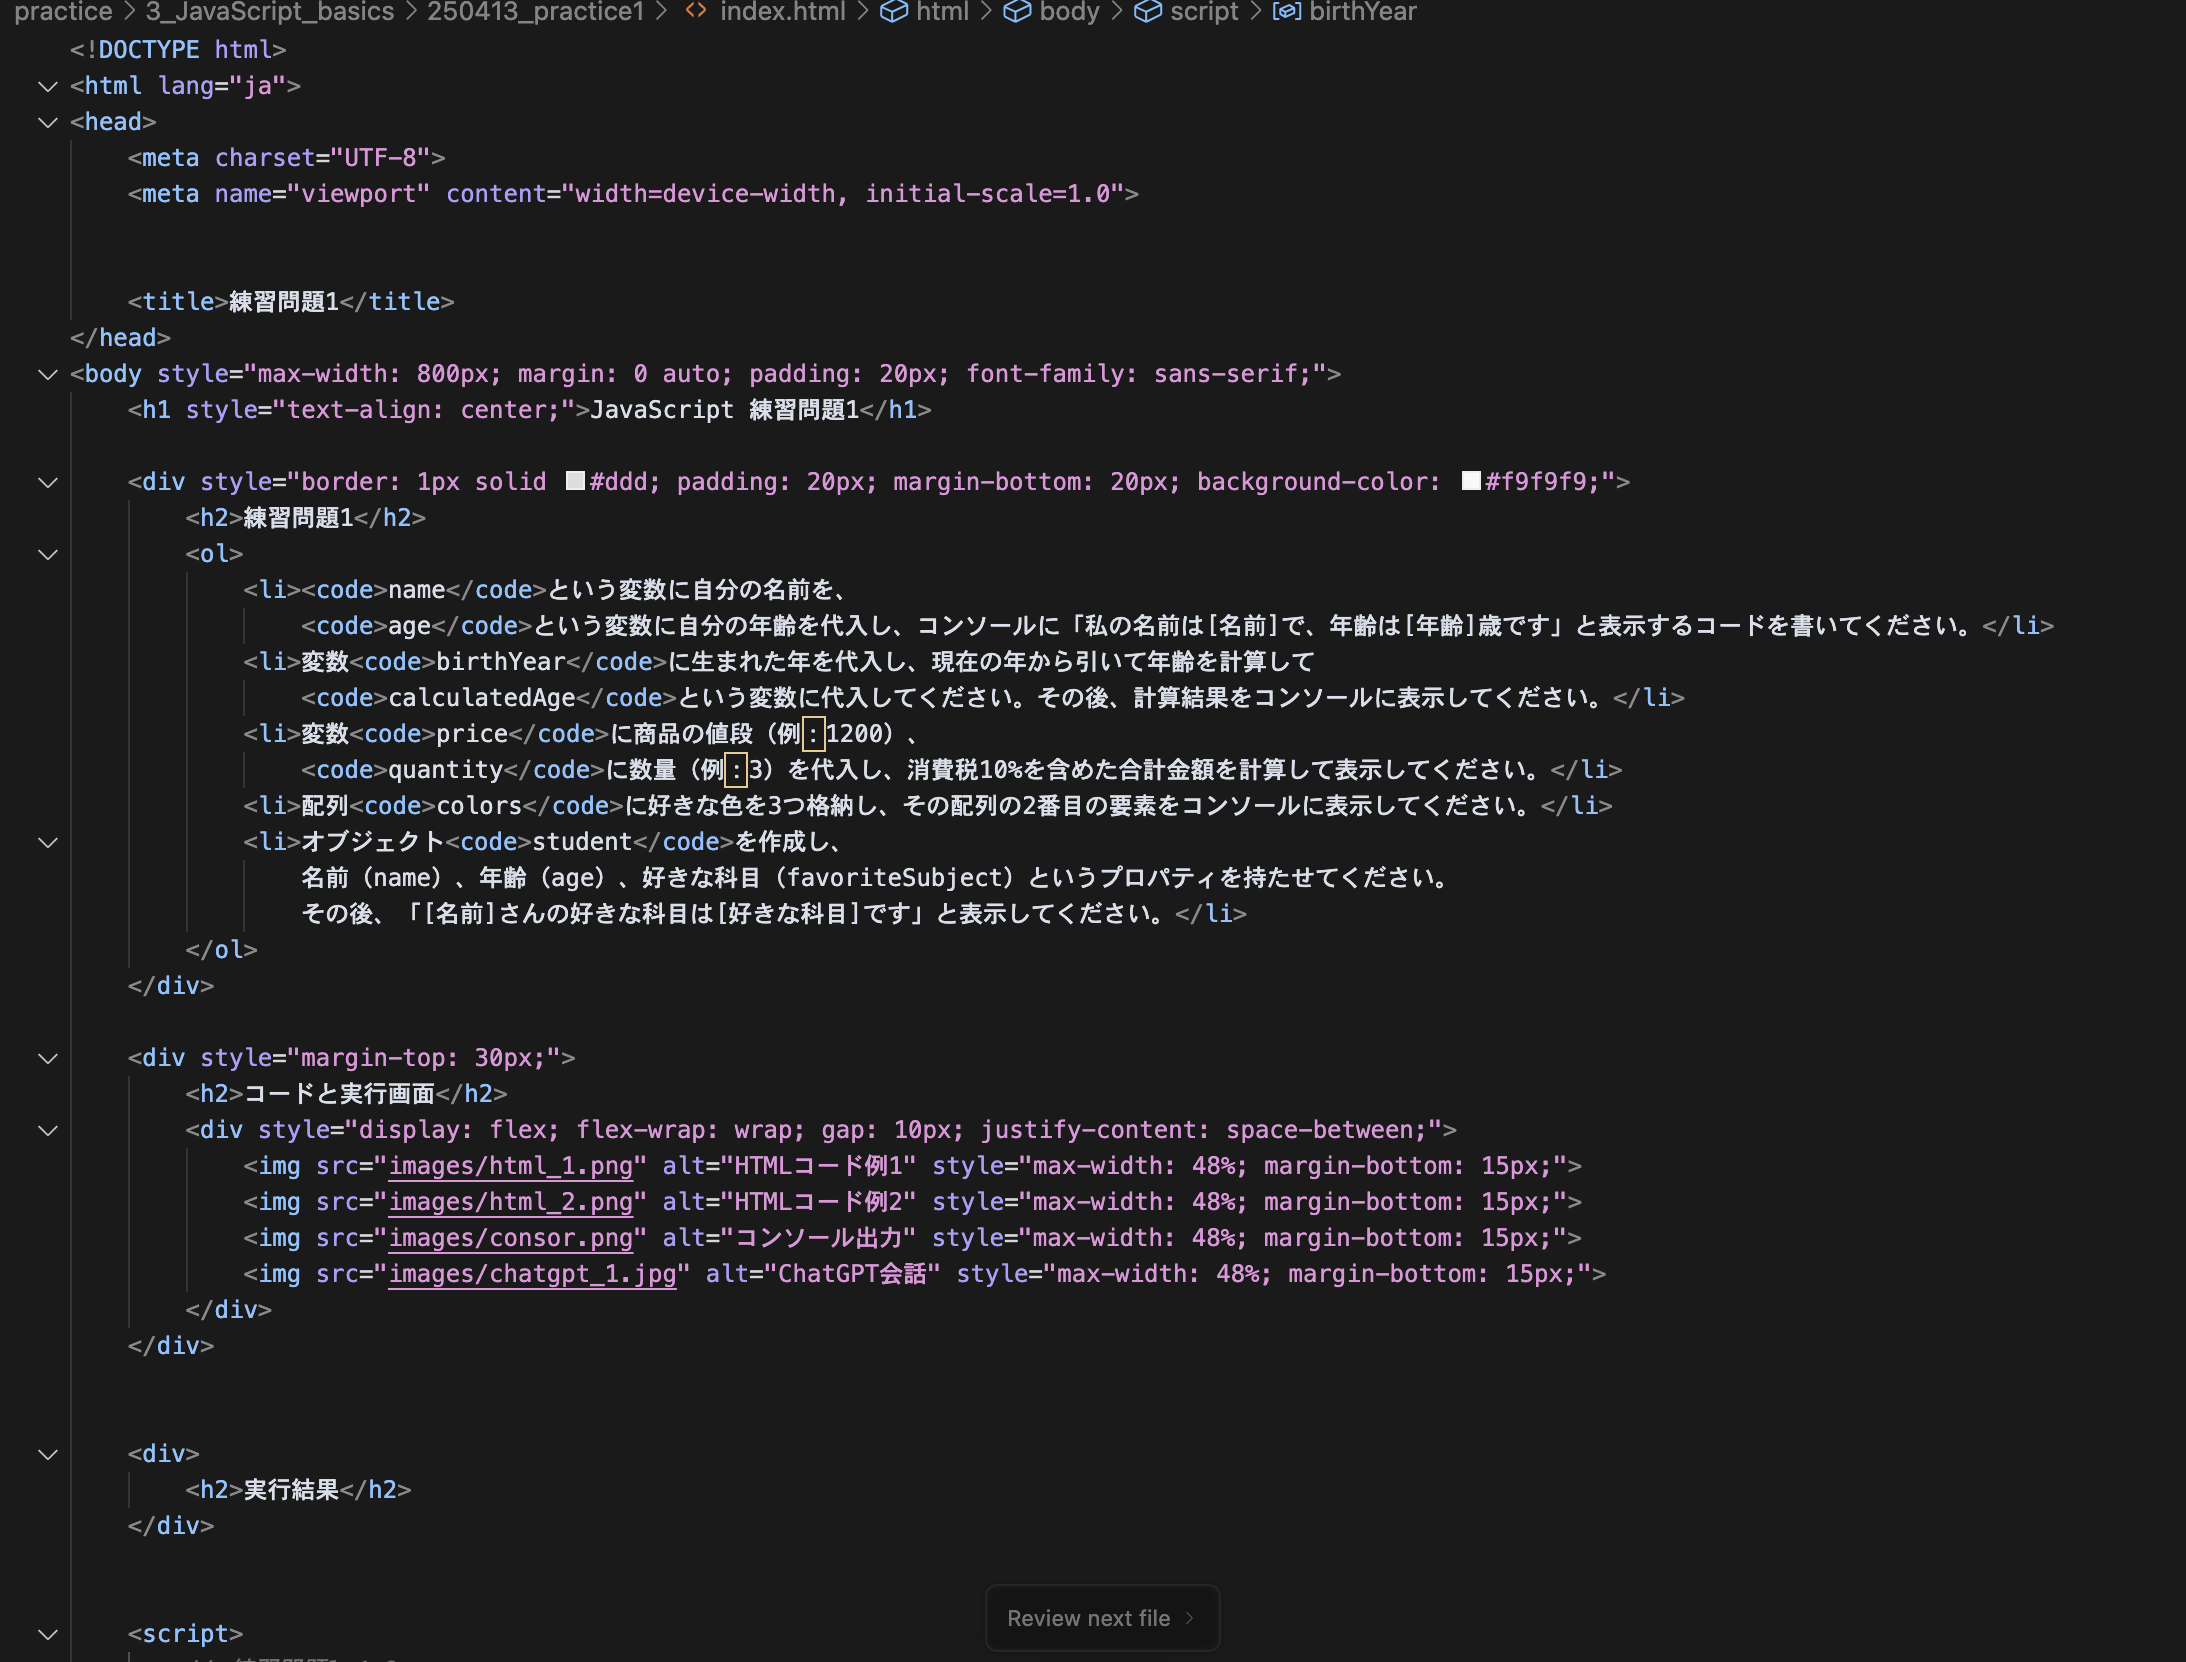 practice > 3_JavaScript_basics > 250413_practice1 > <> index.html > html > body > script > birthYear
<!DOCTYPE html>
<html lang="ja">
<head>
<meta charset="UTF-8">
<meta name="viewport" content="width=device-width, initial-scale=1.0">
<title>練習問題1</title>
</head>
<body style="max-width: 800px; margin: 0 auto; padding: 20px; font-family: sans-serif;">
<h1 style="text-align: center;">JavaScript 練習問題1</h1>
<div style="border: 1px solid #ddd; padding: 20px; margin-bottom: 20px; background-color: #f9f9f9;">
<h2>練習問題1</h2>
<ol>
<li><code>name</code>という変数に自分の名前を、
<code>age</code>という変数に自分の年齢を代入し、コンソールに「私の名前は[名前]で、年齢は[年齢]歳です」と表示するコードを書いてください。</li>
<li>変数<code>birthYear</code>に生まれた年を代入し、現在の年から引いて年齢を計算して
<code>calculatedAge</code>という変数に代入してください。その後、計算結果をコンソールに表示してください。</li>
<li>変数<code>price</code>に商品の値段（例：1200）、
<code>quantity</code>に数量（例：3）を代入し、消費税10%を含めた合計金額を計算して表示してください。</li>
<li>配列<code>colors</code>に好きな色を3つ格納し、その配列の2番目の要素をコンソールに表示してください。</li>
<li>オブジェクト<code>student</code>を作成し、
名前（name）、年齢（age）、好きな科目（favoriteSubject）というプロパティを持たせてください。
その後、「[名前]さんの好きな科目は[好きな科目]です」と表示してください。</li>
</ol>
</div>
<div style="margin-top: 30px;">
<h2>コードと実行画面</h2>
<div style="display: flex; flex-wrap: wrap; gap: 10px; justify-content: space-between;">
<img src="images/html_1.png" alt="HTMLコード例1" style="max-width: 48%; margin-bottom: 15px;">
<img src="images/html_2.png" alt="HTMLコード例2" style="max-width: 48%; margin-bottom: 15px;">
<img src="images/consor.png" alt="コンソール出力" style="max-width: 48%; margin-bottom: 15px;">
<img src="images/chatgpt_1.jpg" alt="ChatGPT会話" style="max-width: 48%; margin-bottom: 15px;">
</div>
</div>
<div>
<h2>実行結果</h2>
</div>
Review next file >
<script>